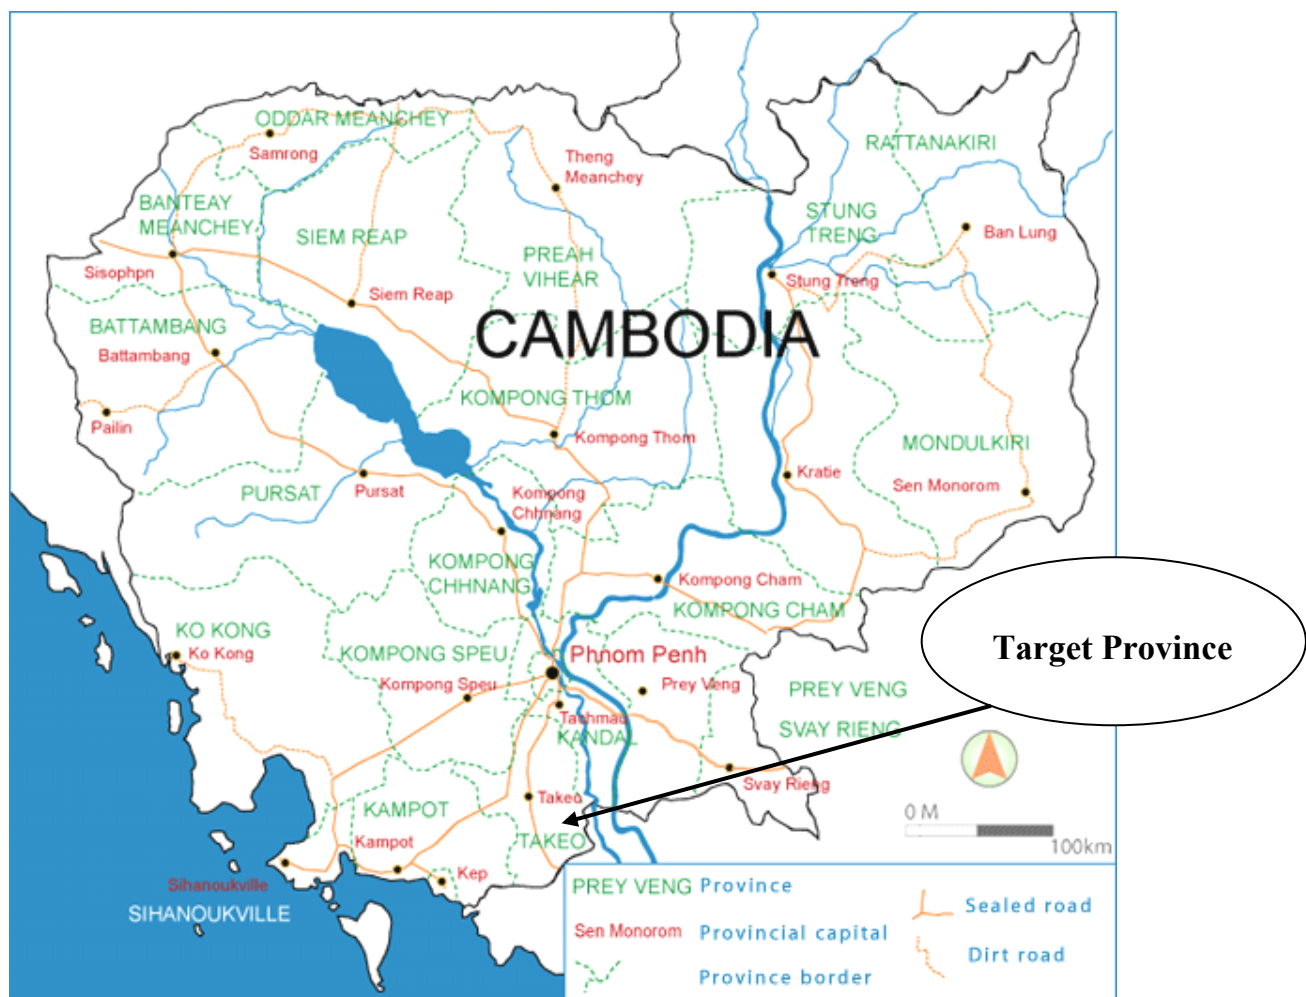 ODDAR MEANCHEY
Samrong
Theng
Meanchey
RATTANAKIRI
BANTEAY
MEANCHEY
SIEM REAP
STUNG
TRENG
Ban Lung
PREAH
VIHEAR
Sisophpn
Siem Reap
Stung Treng
CAMBODIA
BATTAMBANG
Battambang
KOMPONG THOM
Pailin
Kompong Thom
MONDULKIRI
Kratie
Sen Monorom
PURSAT
Pursat
Kompong
Chhnang
KOMPONG
CHHNANG
Kompong Cham
KOMPONG CHAM
KO KONG
Ko Kong
KOMPONG SPEU
Phnom Penh
Target Province
Kompong Speu
Prey Veng
PREY VENG
Tachmau
SVAY RIENG
KANDAL
Svay Rieng
Takeo
KAMPOT
0 M
Kampot
TAKEO
100km
Kep
Sihanoukville
SIHANOUKVILLE
PREY VENG Province
Sealed road
Sen Monorom Provincial capital
Dirt road
Province border